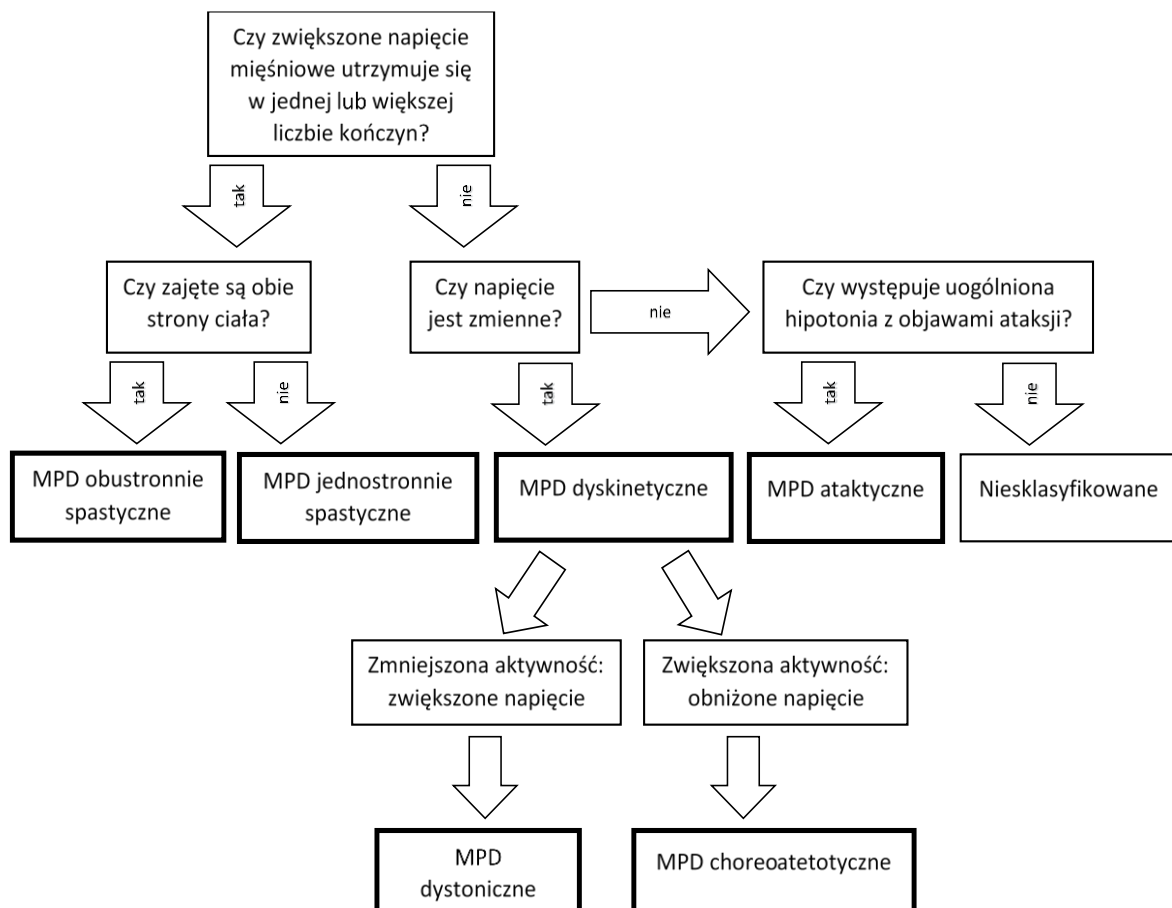 Czy zwiększone napięcie
mięśniowe utrzymuje się
w jednej lub większej
liczbie kończyn?
tak
nie
Czy zajęte są obie
strony ciała?
Czy napięcie
jest zmienne?
nie
Czy występuje uogólniona
hipotonia z objawami ataksji?
tak
nie
tak
tak
nie
MPD obustronnie
spastyczne
MPD jednostronnie
spastyczne
MPD dyskinetyczne
MPD ataktyczne
Niesklasyfikowane
Zmniejszona aktywność:
zwiększone napięcie
Zwiększona aktywność:
obniżone napięcie
MPD
dystoniczne
MPD choreoatetotyczne